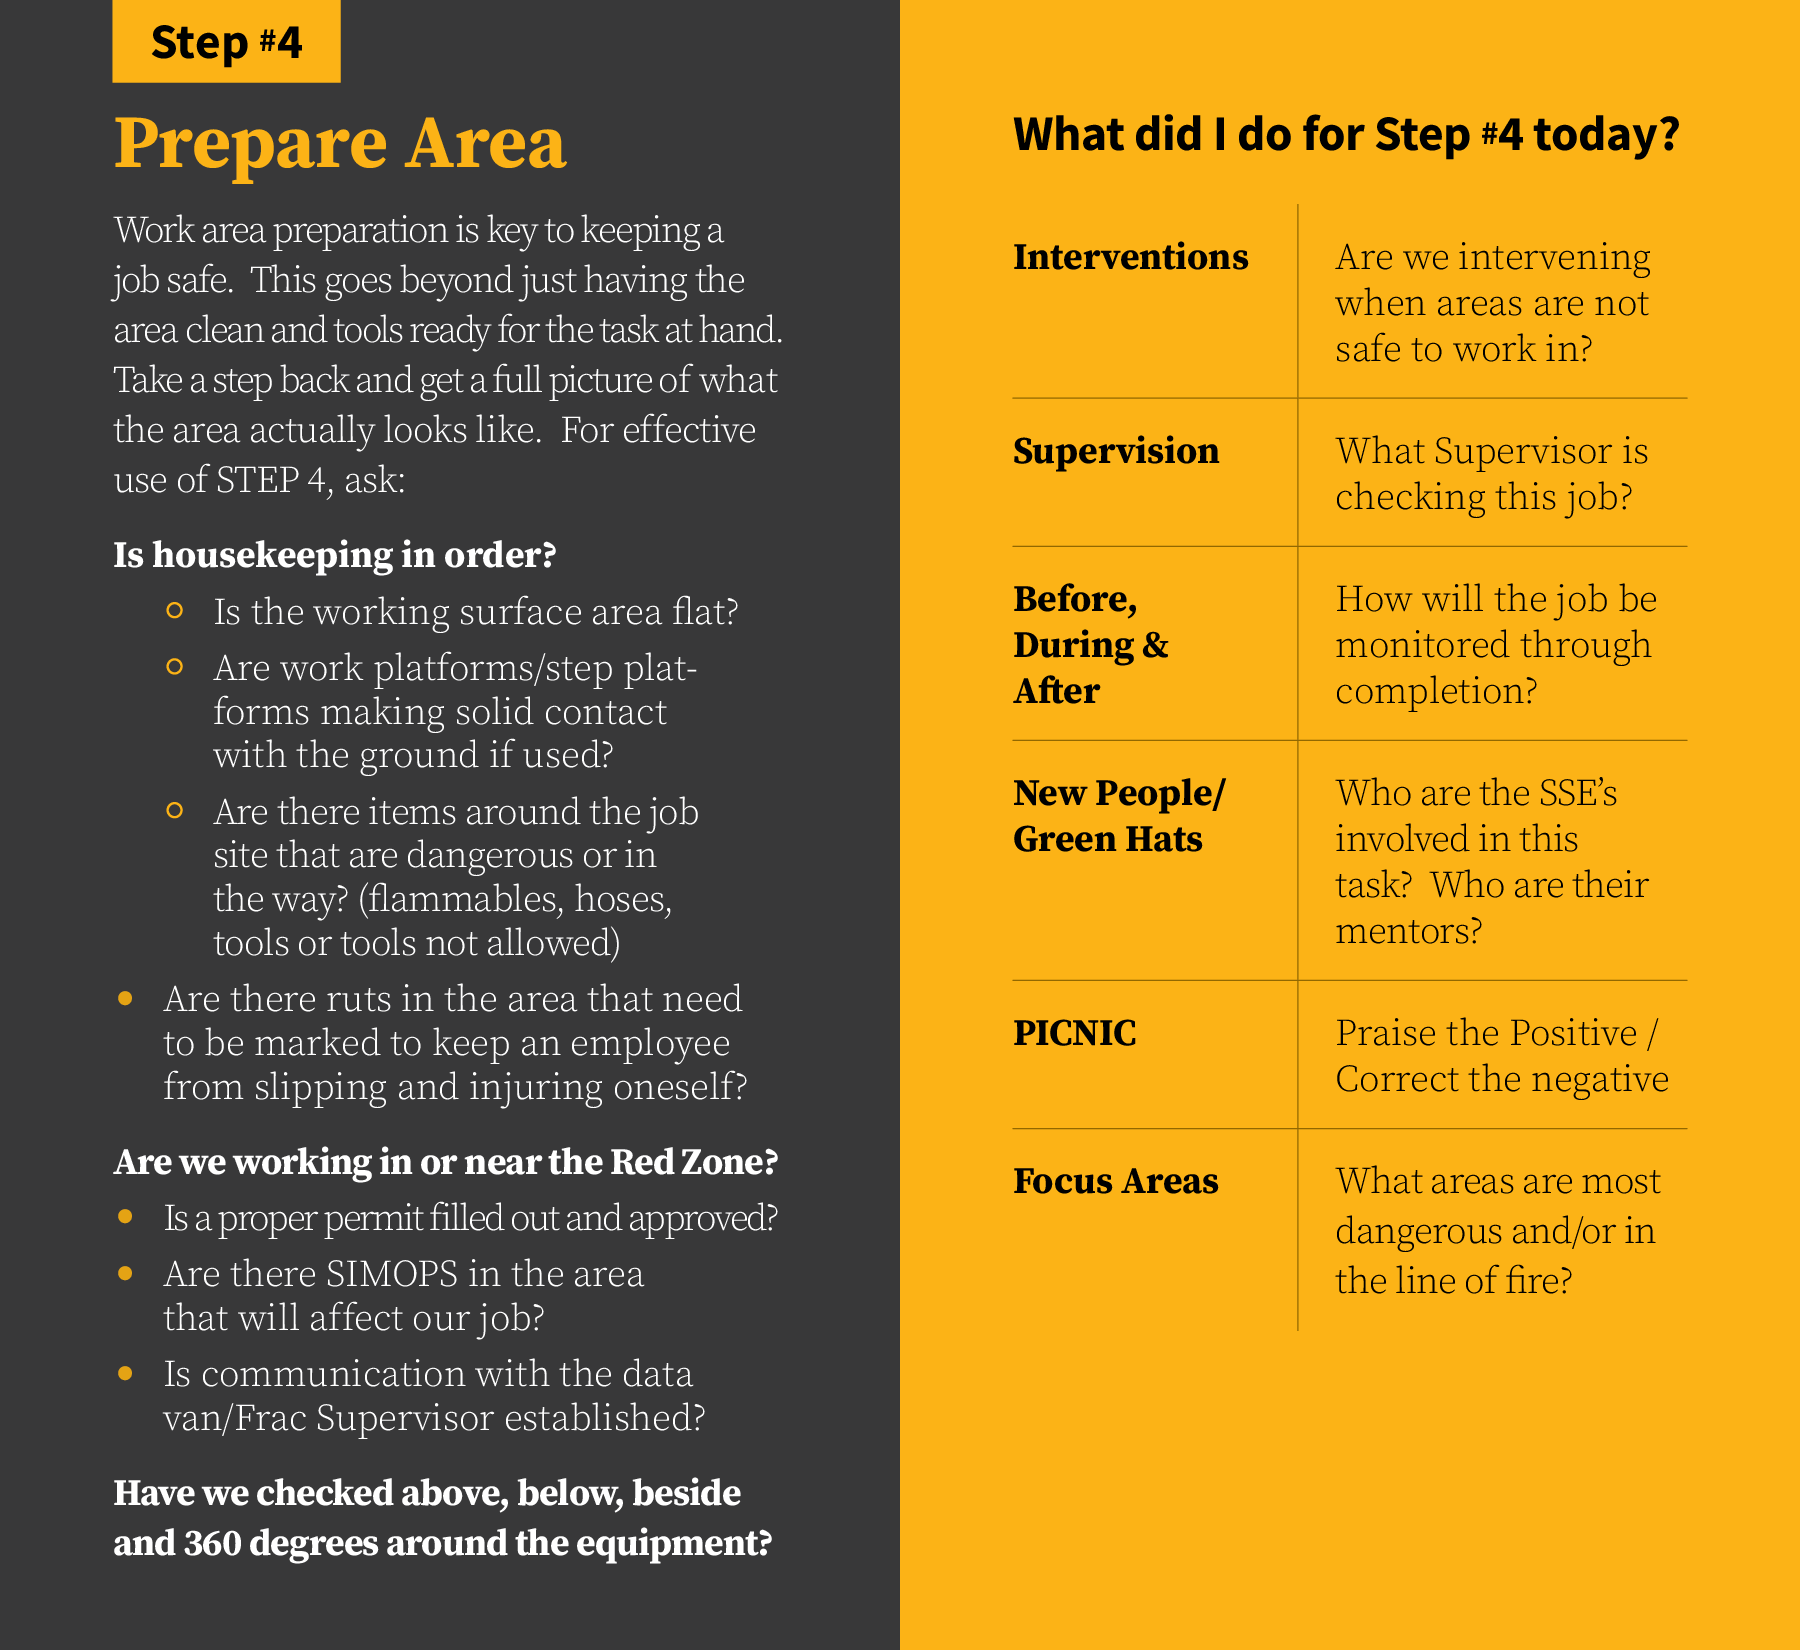 Step #4
Prepare Area
Work area preparation is key to keeping a
job safe.  This goes beyond just having the
area clean and tools ready for the task at hand.
Take a step back and get a full picture of what
the area actually looks like.  For effective
use of STEP 4, ask:
Is housekeeping in order?
Is the working surface area flat?
Are work platforms/step plat-
forms making solid contact
with the ground if used?
Are there items around the job
site that are dangerous or in
the way? (flammables, hoses,
tools or tools not allowed)
Are there ruts in the area that need
to be marked to keep an employee
from slipping and injuring oneself?
Are we working in or near the Red Zone?
Is a proper permit filled out and approved?
Are there SIMOPS in the area
that will affect our job?
Is communication with the data
van/Frac Supervisor established?
Have we checked above, below, beside
and 360 degrees around the equipment?
What did I do for Step #4 today?
Interventions
Are we intervening
when areas are not
safe to work in?
Supervision
What Supervisor is
checking this job?
Before,
During &
After
How will the job be
monitored through
completion?
New People/
Green Hats
Who are the SSE’s
involved in this
task?  Who are their
mentors?
PICNIC
Praise the Positive /
Correct the negative
Focus Areas
What areas are most
dangerous and/or in
the line of fire?